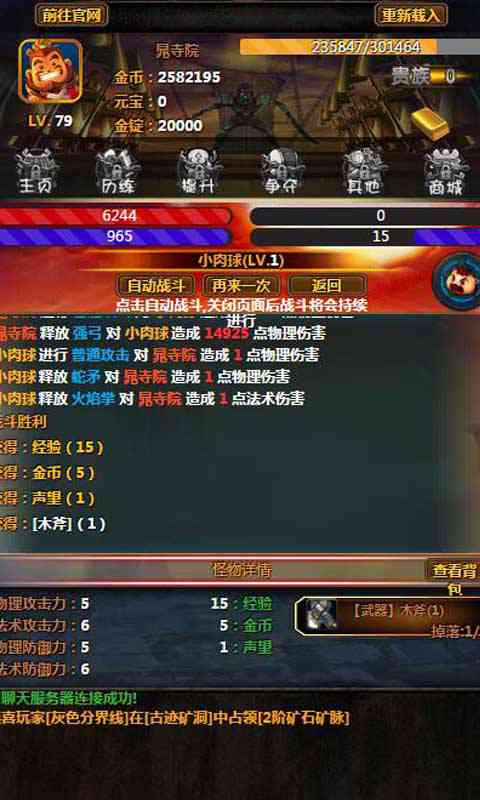 前往官网
重新载入
晁寺院
235847/301464
金币：2582195
贵族 0
元宝：0
LV.79
金锭：20000
主页 历练 提升 争夺 其他 商城
6244
0
965
15
小肉球(LV.1)
自动战斗 再来一次 返回
点击自动战斗,关闭页面后战斗将会持续
进行
晁寺院 释放 强弓 对 小肉球 造成 14925 点物理伤害
小肉球 进行 普通攻击 对 晁寺院 造成 1 点物理伤害
小肉球 释放 蛇矛 对 晁寺院 造成 1 点物理伤害
小肉球 释放 火焰掌 对 晁寺院 造成 1 点法术伤害
战斗胜利
得：经验（15）
得：金币（5）
得：声望（1）
得：[木斧]（1）
怪物详情
查看背
包
物理攻击力：5
15：经验
[武器] 木斧(1)
法术攻击力：6
5：金币
掉落:1/
物理防御力：5
1：声望
法术防御力：6
聊天服务器连接成功!
喜玩家[灰色分界线]在[古迹矿洞]中占领[2阶矿石矿脉]